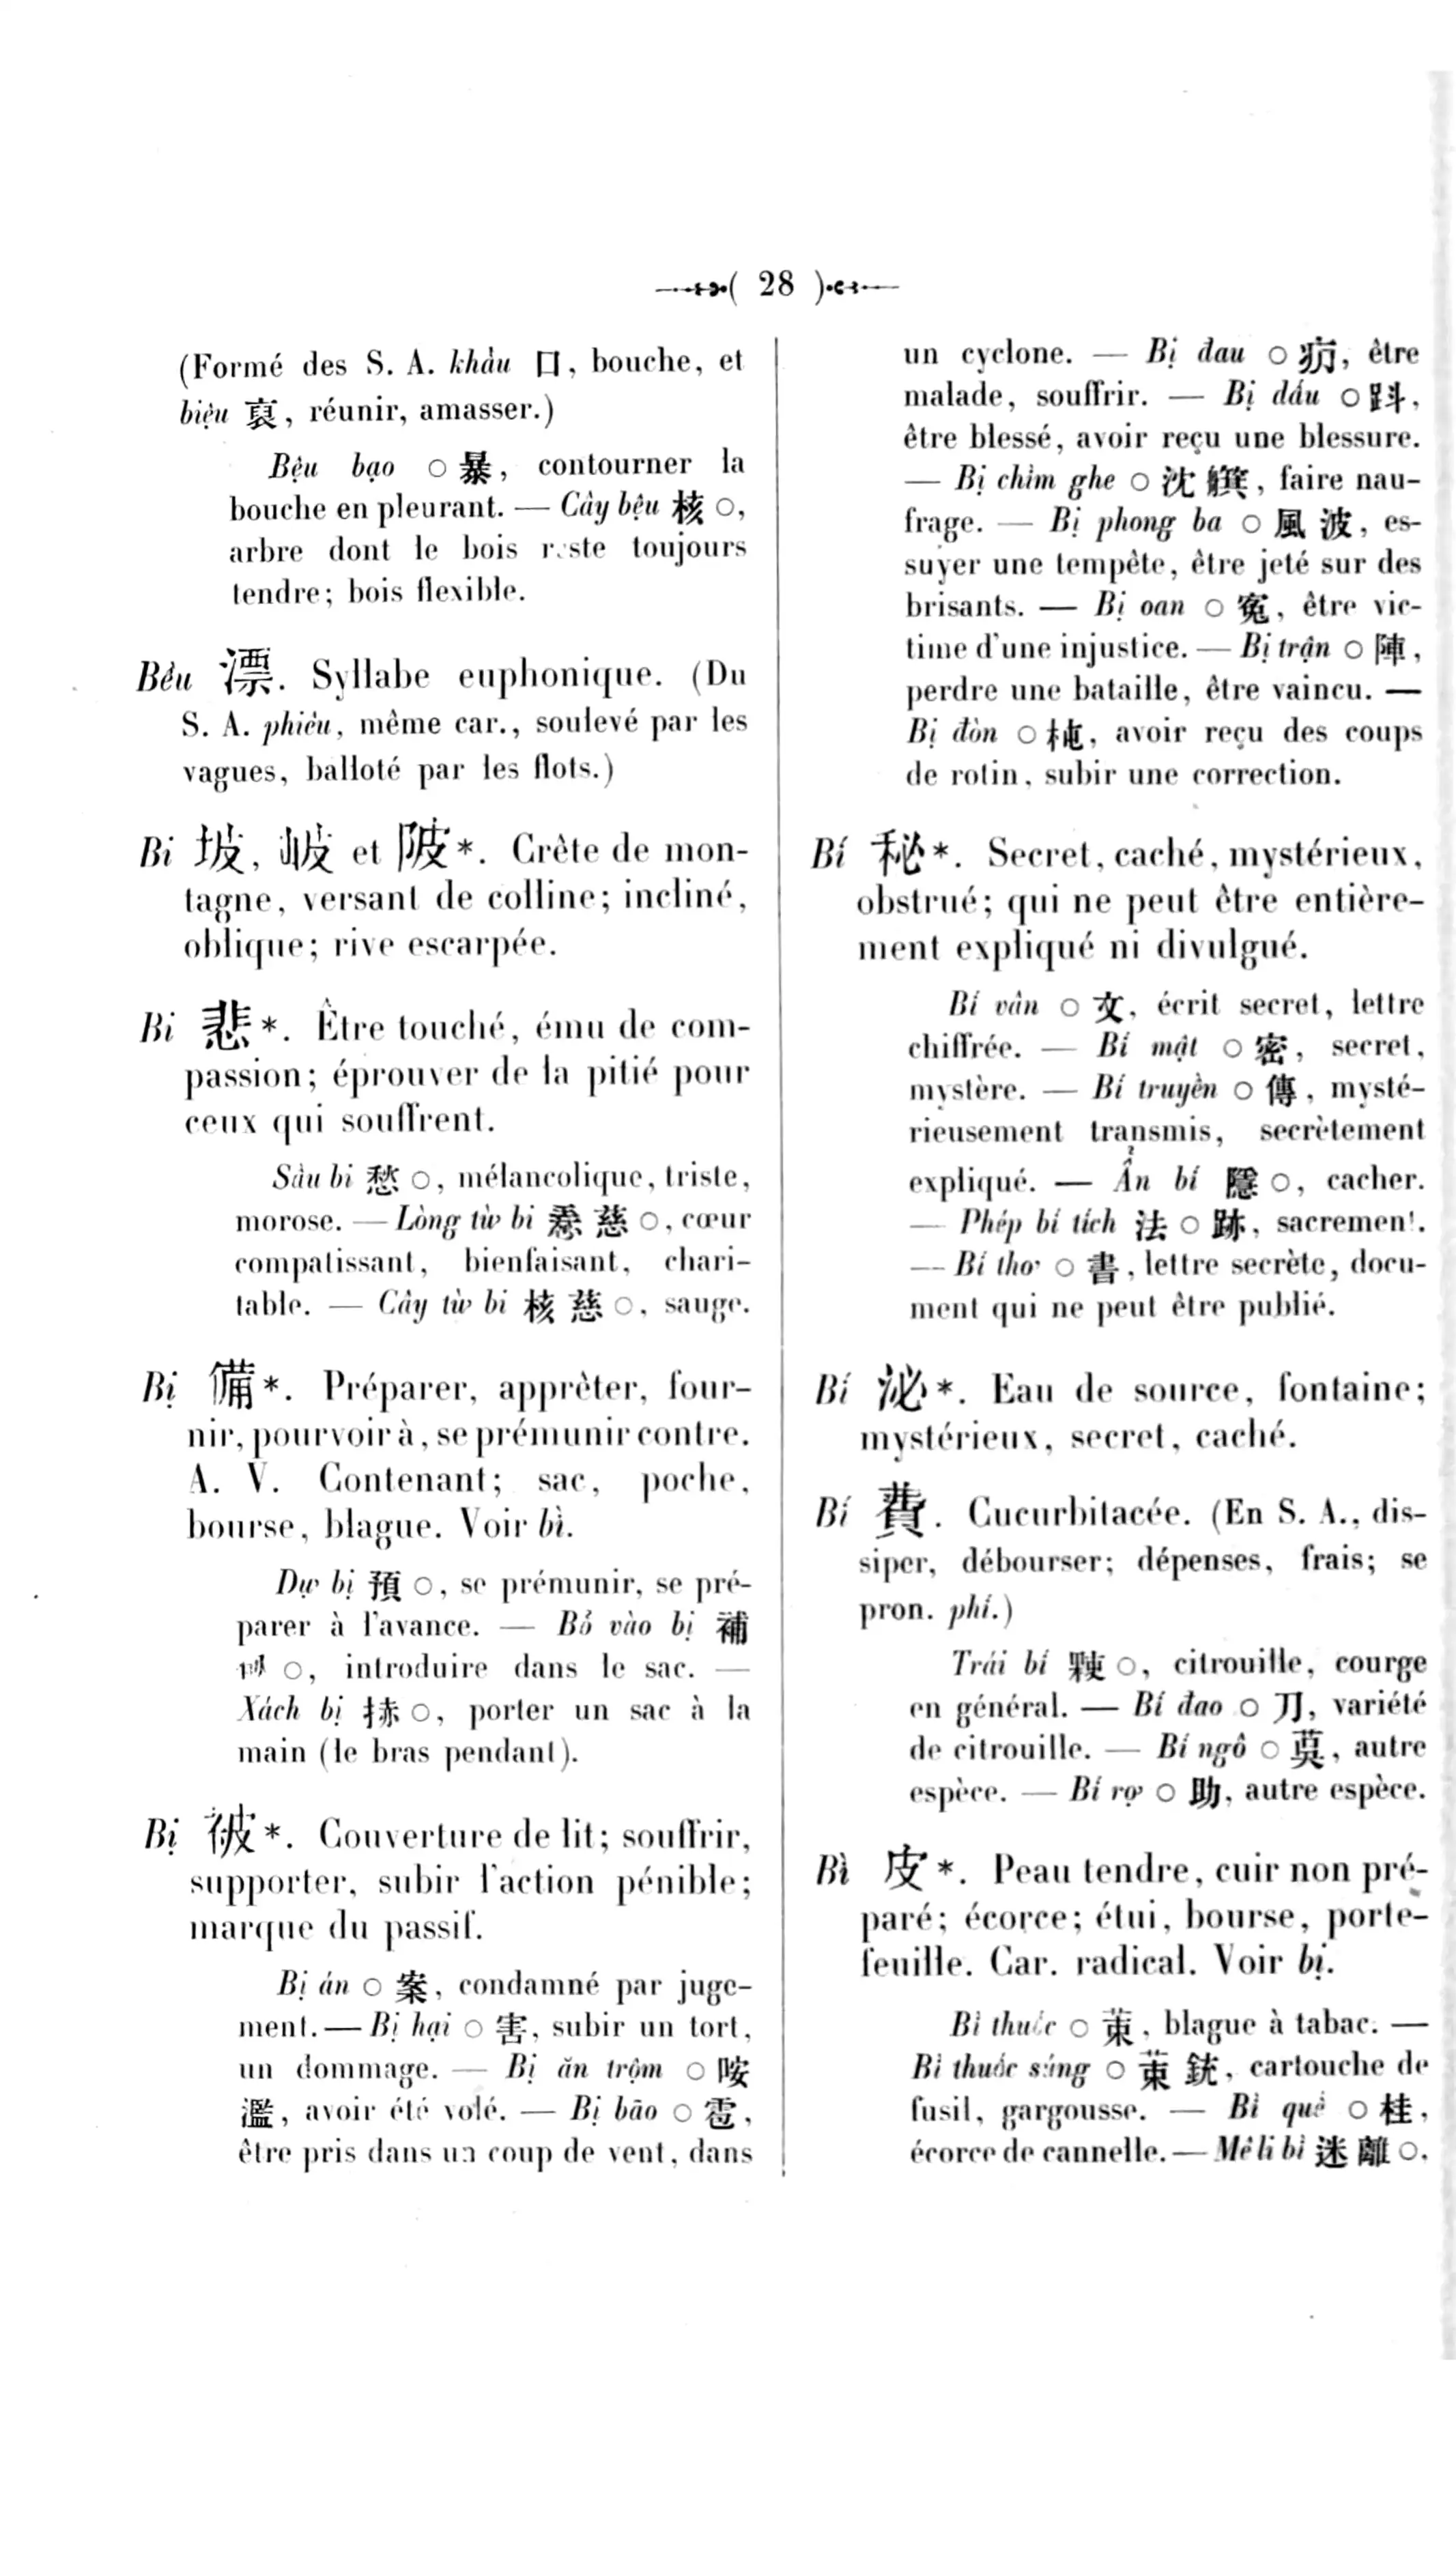 ( 28 )
(Formé des S. A. khẩu 口, bouche, et
biệu 裒, réunir, amasser.)
Bệu bạo ○ 暴, contourner la
bouche en pleurant. — Cây bệu 核 ○,
arbre dont le bois reste toujours
tendre; bois flexible.
Bều 漂. Syllabe euphonique. (Du
S. A. phiêu, même car., soulevé par les
vagues, balloté par les flots.)
Bi 坡, 岥 et 陂*. Crête de mon-
tagne, versant de colline; incliné,
oblique; rive escarpée.
Bi 悲*. Être touché, ému de com-
passion; éprouver de la pitié pour
ceux qui souffrent.
Sầu bi 愁 ○, mélancolique, triste,
morose. — Lòng từ bi 慈 ○, cœur
compatissant, bienfaisant, chari-
table. — Cây từ bi 核 慈 ○, sauge.
Bị 備*. Préparer, apprêter, four-
nir, pourvoir à, se prémunir contre.
A. V. Contenant; sac, poche,
bourse, blague. Voir bì.
Dự bị 預 ○, se prémunir, se pré-
parer à l'avance. — Bỏ vào bị 補
○, introduire dans le sac. —
Xách bị 捇 ○, porter un sac à la
main (le bras pendant).
Bị 被*. Couverture de lit; souffrir,
supporter, subir l'action pénible;
marque du passif.
Bị án ○ 案, condamné par juge-
ment. — Bị hại ○ 害, subir un tort,
un dommage. — Bị ăn trộm ○ 咹
濫, avoir été volé. — Bị bão ○ 雹,
être pris dans un coup de vent, dans
un cyclone. — Bị đau ○ 疠, être
malade, souffrir. — Bị dấu ○,
être blessé, avoir reçu une blessure.
— Bị chìm ghe ○ 沈, faire nau-
frage. — Bị phong ba ○ 風 波, es-
suyer une tempête, être jeté sur des
brisants. — Bị oan ○ 寃, être vic-
time d'une injustice. — Bị trận ○ 陣,
perdre une bataille, être vaincu. —
Bị đòn ○ 杶, avoir reçu des coups
de rotin, subir une correction.
Bí 秘*. Secret, caché, mystérieux,
obstrué; qui ne peut être entière-
ment expliqué ni divulgué.
Bí văn ○ 文, écrit secret, lettre
chiffrée. — Bí mật ○ 密, secret,
mystère. — Bí truyền ○ 傳, mysté-
rieusement transmis, secrètement
expliqué. — Ẩn bí 隱 ○, cacher.
— Phép bí tích 法 ○ 跡, sacrement.
— Bí thơ ○ 書, lettre secrète, docu-
ment qui ne peut être publié.
Bí 泌*. Eau de source, fontaine;
mystérieux, secret, caché.
Bí 費. Cucurbitacée. (En S. A., dis-
siper, débourser; dépenses, frais; se
pron. phí.)
Trái bí ○, citrouille, courge
en général. — Bí đao ○ 刀, variété
de citrouille. — Bí ngô ○, autre
espèce. — Bí rợ ○ 助, autre espèce.
Bì 皮*. Peau tendre, cuir non pré-
paré; écorce; étui, bourse, porte-
feuille. Car. radical. Voir bị.
Bì thuốc ○, blague à tabac. —
Bì thuốc súng ○ 銃, cartouche de
fusil, gargousse. — Bì quế ○ 桂,
écorce de cannelle. — Mê li bì 迷 離 ○,